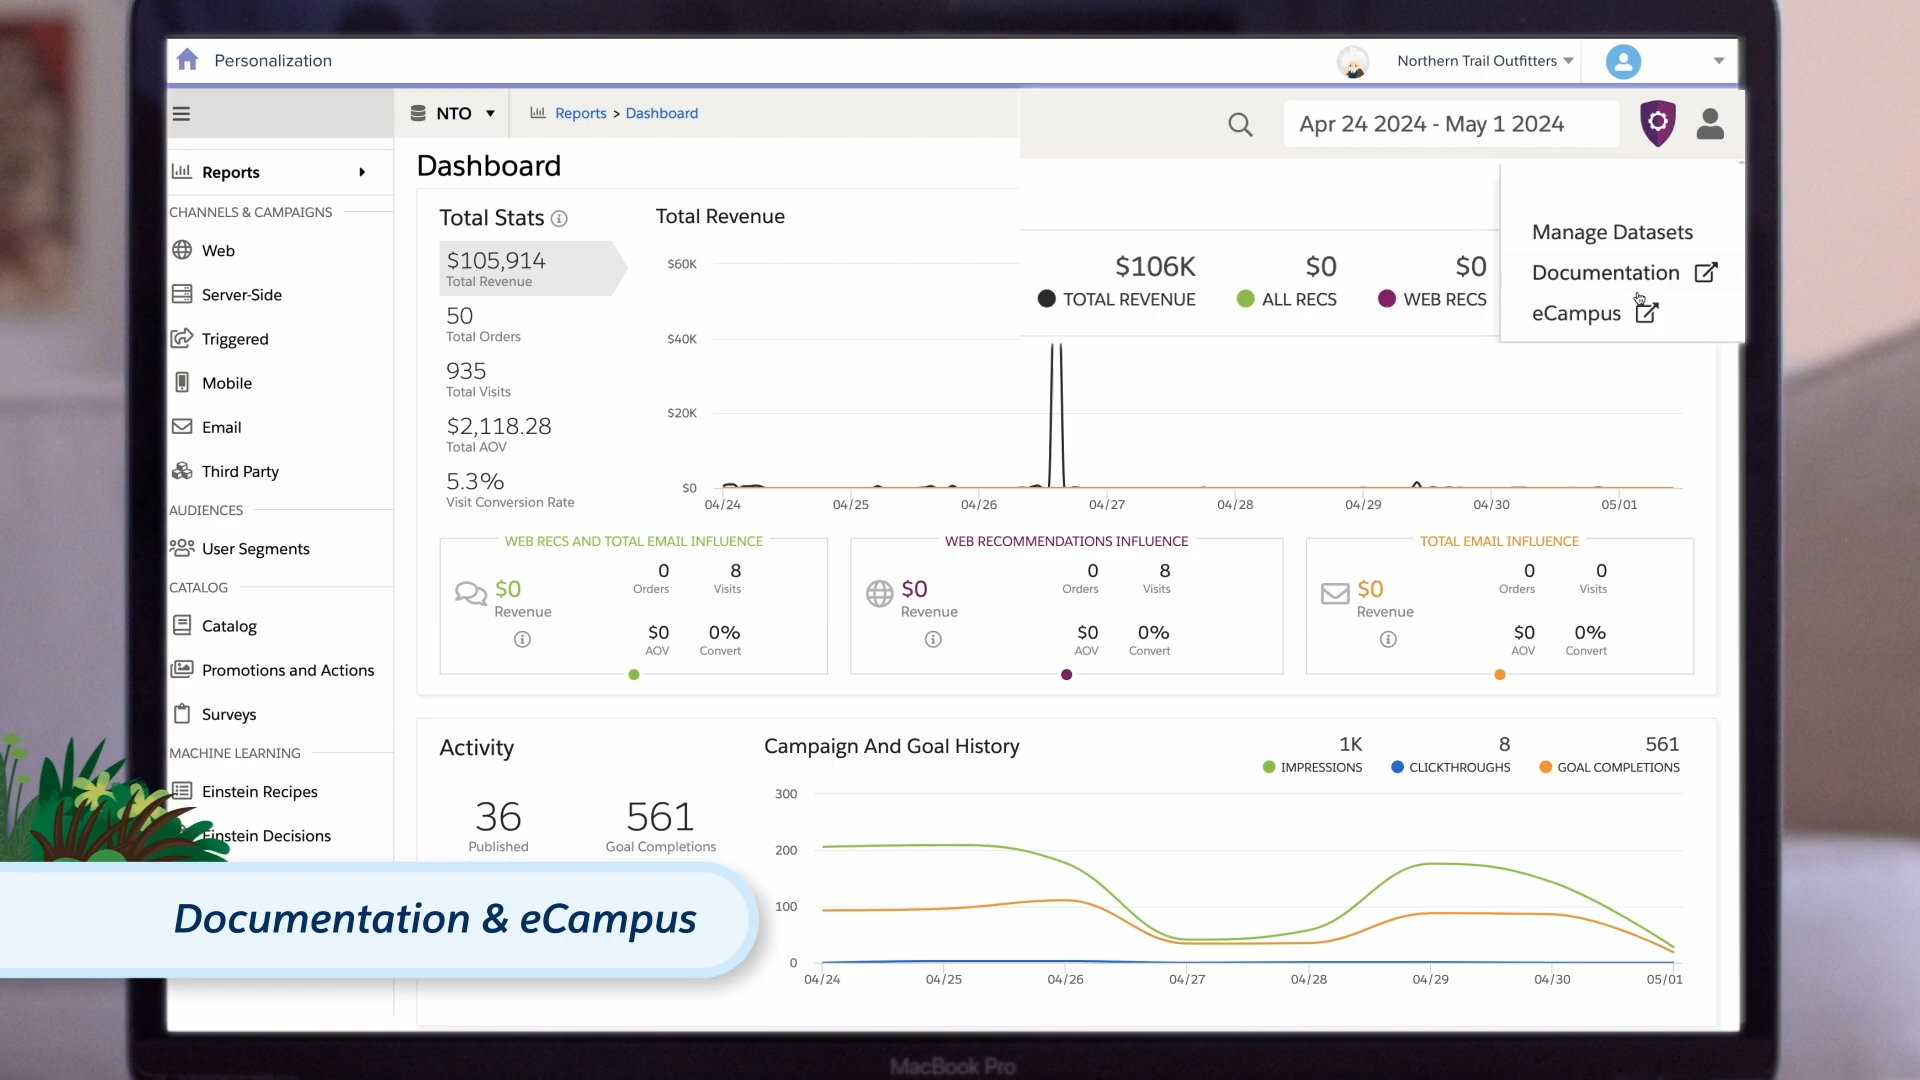 Personalization
Northern Trail Outfitters
NTO
Reports > Dashboard
Apr 24 2024 - May 1 2024
Manage Datasets
Documentation
eCampus
Reports
CHANNELS & CAMPAIGNS
Web
Server-Side
Triggered
Mobile
Email
Third Party
AUDIENCES
User Segments
CATALOG
Catalog
Promotions and Actions
Surveys
MACHINE LEARNING
Einstein Recipes
Einstein Decisions
Dashboard
Total Stats
$105,914
Total Revenue
50
Total Orders
935
Total Visits
$2,118.28
Total AOV
5.3%
Visit Conversion Rate
Total Revenue
$106K
TOTAL REVENUE
$0
ALL RECS
$0
WEB RECS
$60K
$40K
$20K
$0
04/24 04/25 04/26 04/27 04/28 04/29 04/30 05/01
WEB RECS AND TOTAL EMAIL INFLUENCE
$0
Revenue
0
Orders
8
Visits
$0
AOV
0%
Convert
WEB RECOMMENDATIONS INFLUENCE
$0
Revenue
0
Orders
8
Visits
$0
AOV
0%
Convert
TOTAL EMAIL INFLUENCE
$0
Revenue
0
Orders
0
Visits
$0
AOV
0%
Convert
Activity
36
Published
561
Goal Completions
Campaign And Goal History
1K
IMPRESSIONS
8
CLICKTHROUGHS
561
GOAL COMPLETIONS
300
200
100
0
04/24 04/25 04/26 04/27 04/28 04/29 04/30 05/01
Documentation & eCampus
MacBook Pro